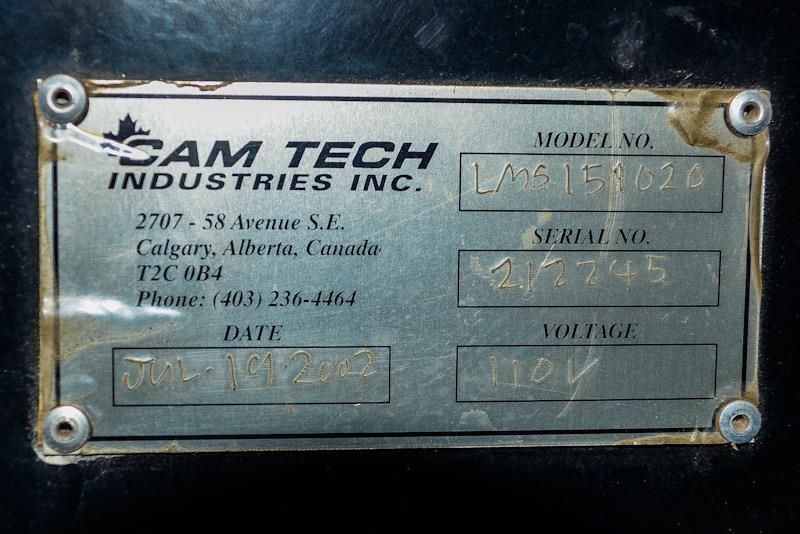 CAM TECH
INDUSTRIES INC.
2707 - 58 Avenue S.E.
Calgary, Alberta, Canada
T2C 0B4
Phone: (403) 236-4464
DATE
JUL. 19. 2002
MODEL NO.
LMS151020
SERIAL NO.
212245
VOLTAGE
110V